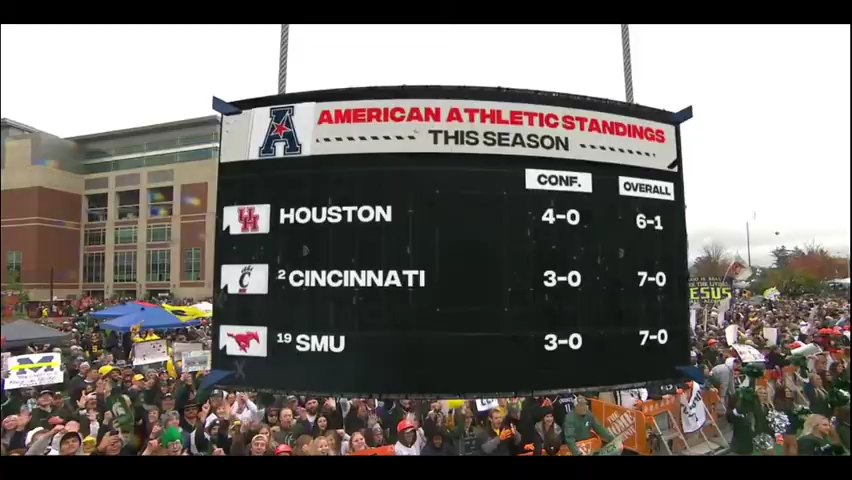 AMERICAN ATHLETIC STANDINGS
THIS SEASON
CONF. OVERALL
HOUSTON 4-0 6-1
2 CINCINNATI 3-0 7-0
19 SMU 3-0 7-0
JESUS
M